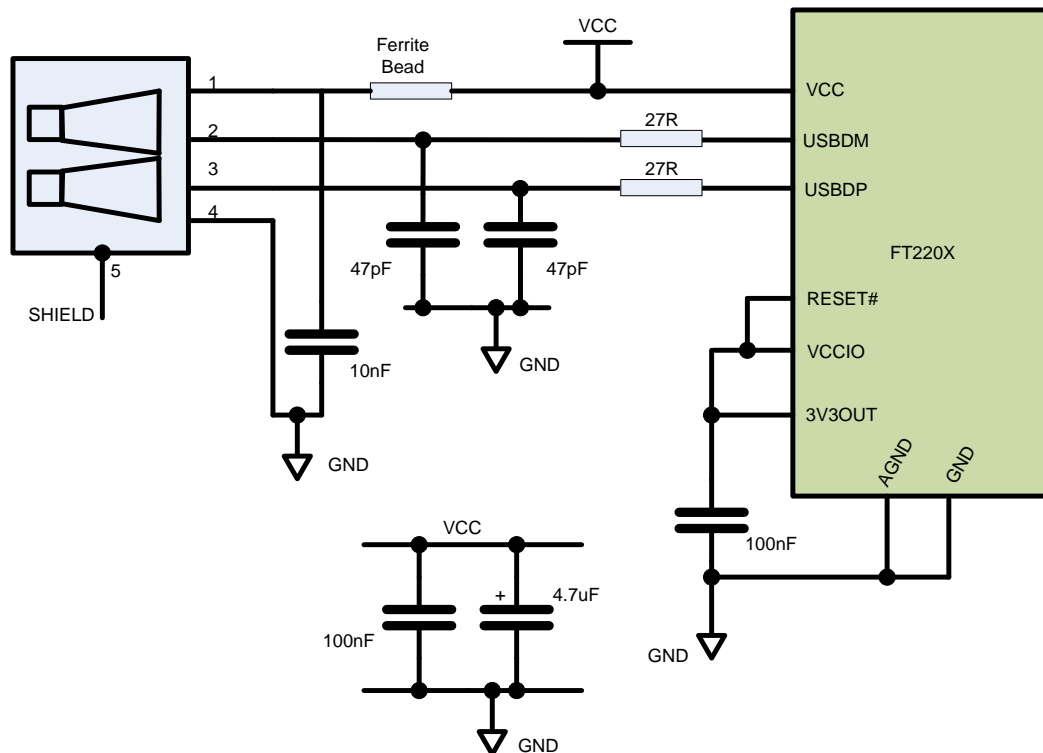 VCC
Ferrite
Bead
1
VCC
27R
2
USBDM
27R
3
USBDP
4
47pF
47pF
FT220X
5
SHIELD
RESET#
10nF
GND
VCCIO
3V3OUT
GND
AGND
GND
VCC
100nF
4.7uF
+
100nF
GND
GND